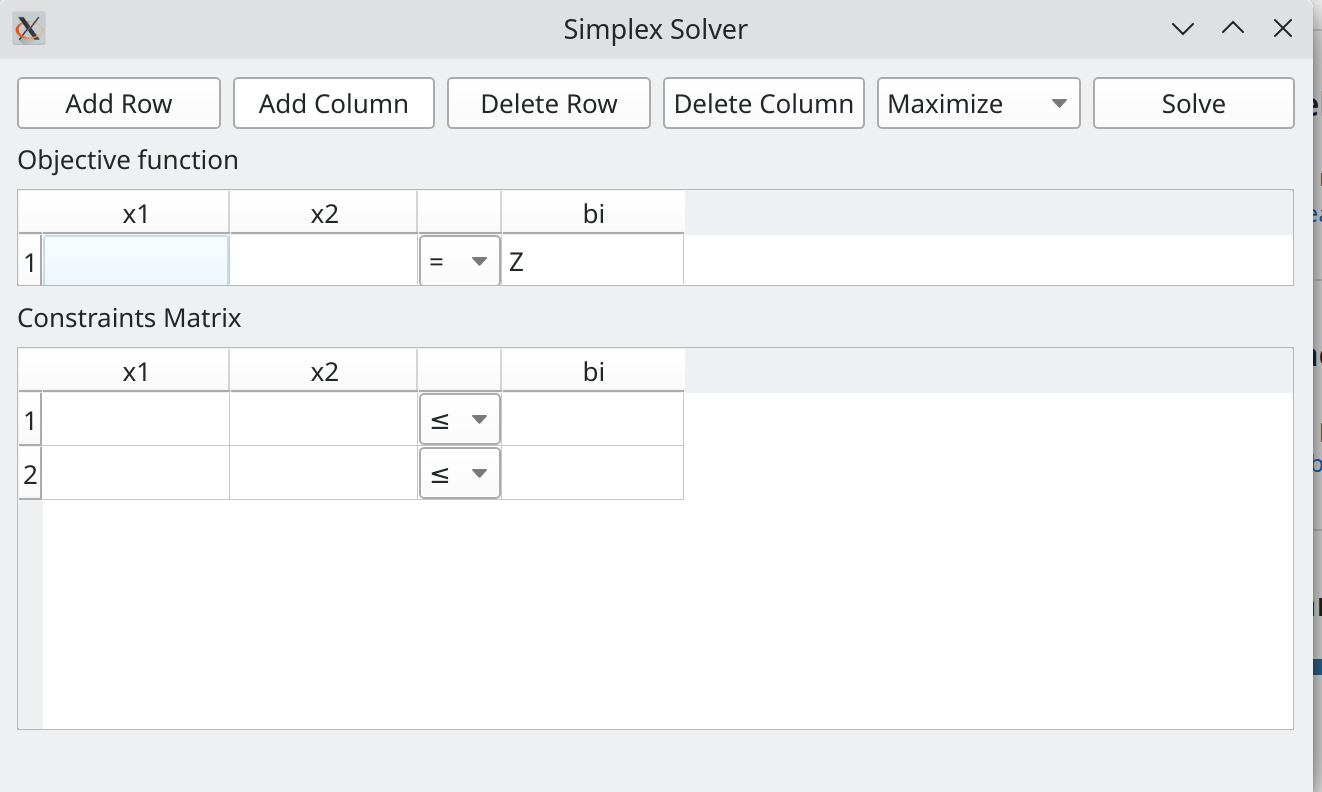 Simplex Solver
Add Row Add Column Delete Row Delete Column Maximize Solve
Objective function
x1 x2 bi
1 = Z
Constraints Matrix
x1 x2 bi
1 ≤
2 ≤